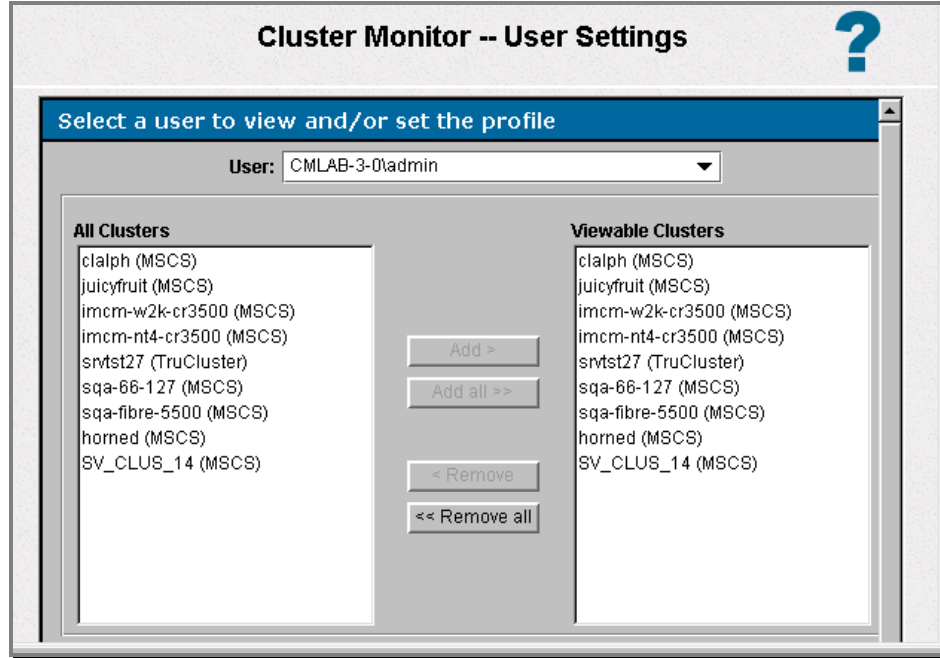 Cluster Monitor -- User Settings
?
Select a user to view and/or set the profile
User: CMLAB-3-0\admin
All Clusters
clalph (MSCS)
juicyfruit (MSCS)
imcm-w2k-cr3500 (MSCS)
imcm-nt4-cr3500 (MSCS)
srvtst27 (TruCluster)
sqa-66-127 (MSCS)
sqa-fibre-5500 (MSCS)
horned (MSCS)
SV_CLUS_14 (MSCS)
Add >
Add all >>
< Remove
<< Remove all
Viewable Clusters
clalph (MSCS)
juicyfruit (MSCS)
imcm-w2k-cr3500 (MSCS)
imcm-nt4-cr3500 (MSCS)
srvtst27 (TruCluster)
sqa-66-127 (MSCS)
sqa-fibre-5500 (MSCS)
horned (MSCS)
SV_CLUS_14 (MSCS)